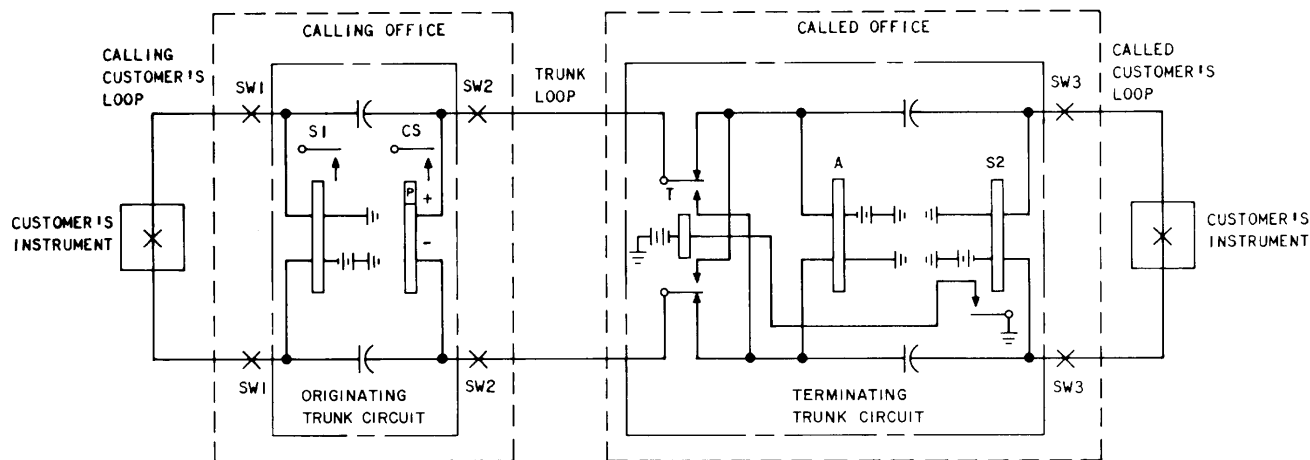 CALLING OFFICE
CALLED OFFICE
CALLING
CUSTOMER'S
LOOP
SW1
SW2
TRUNK
LOOP
SW3
CALLED
CUSTOMER'S
LOOP
S1
CS
P
+
-
T
A
S2
CUSTOMER'S
INSTRUMENT
CUSTOMER'S
INSTRUMENT
SW1
SW2
SW3
ORIGINATING
TRUNK CIRCUIT
TERMINATING
TRUNK CIRCUIT